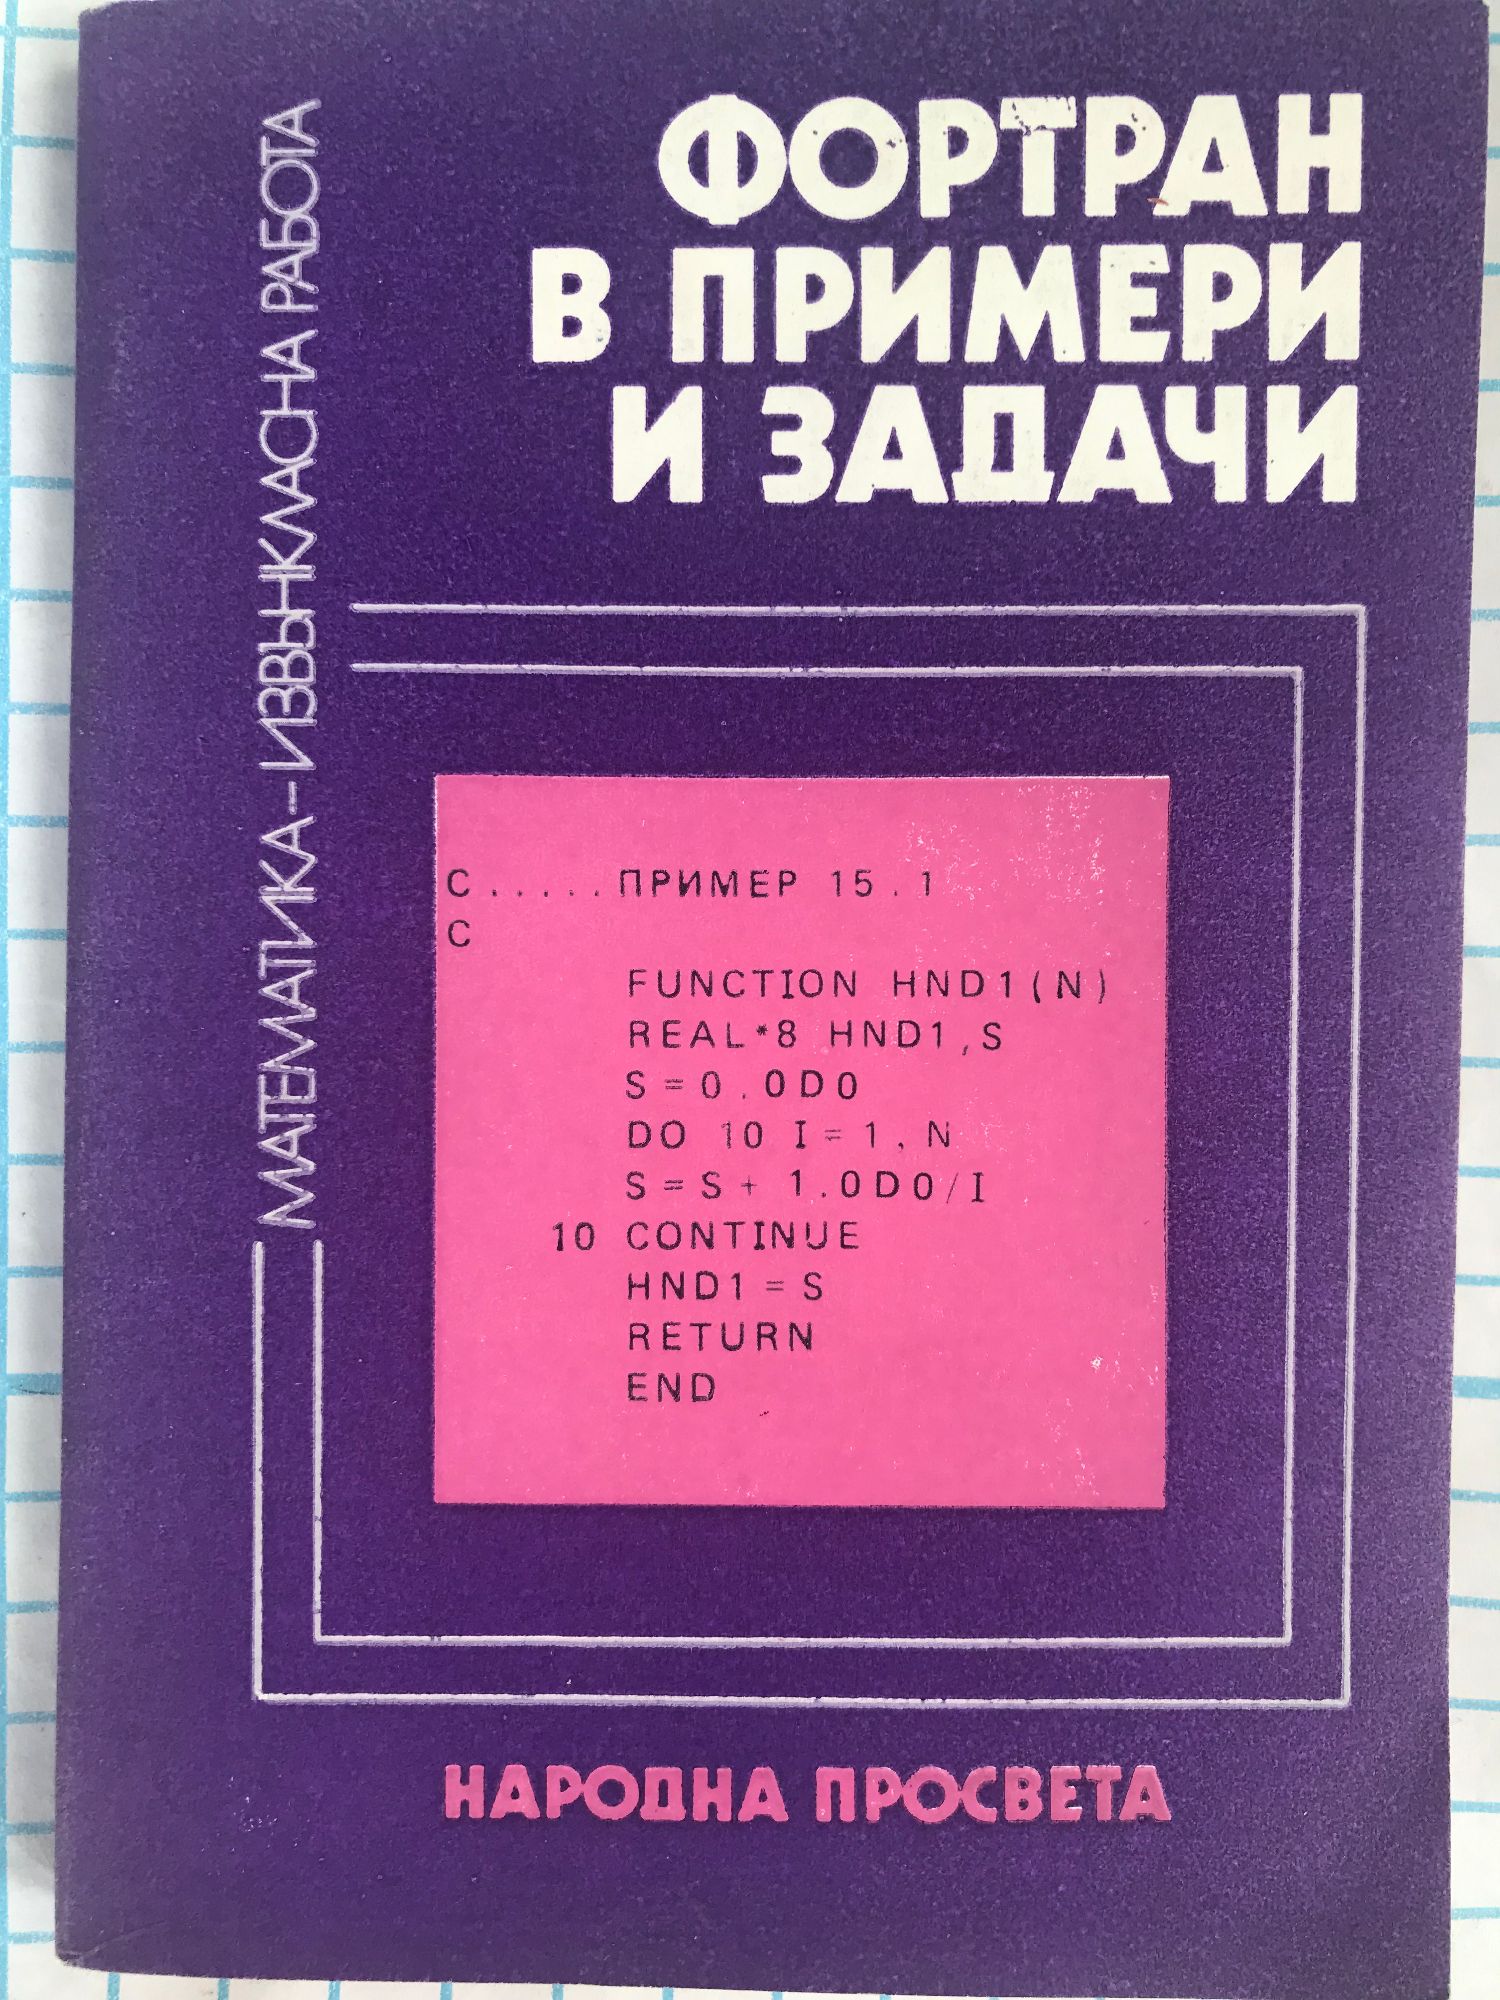 ФОРТРАН
В ПРИМЕРИ
И ЗАДАЧИ
МАТЕМАТИКА-ИЗВЪНКЛАСНА РАБОТА
C.....ПРИМЕР 15.1
C
FUNCTION HND1(N)
REAL*8 HND1,S
S=0.0D0
DO 10 I=1,N
S=S+1.0D0/I
10 CONTINUE
HND1=S
RETURN
END
НАРОДНА ПРОСВЕТА